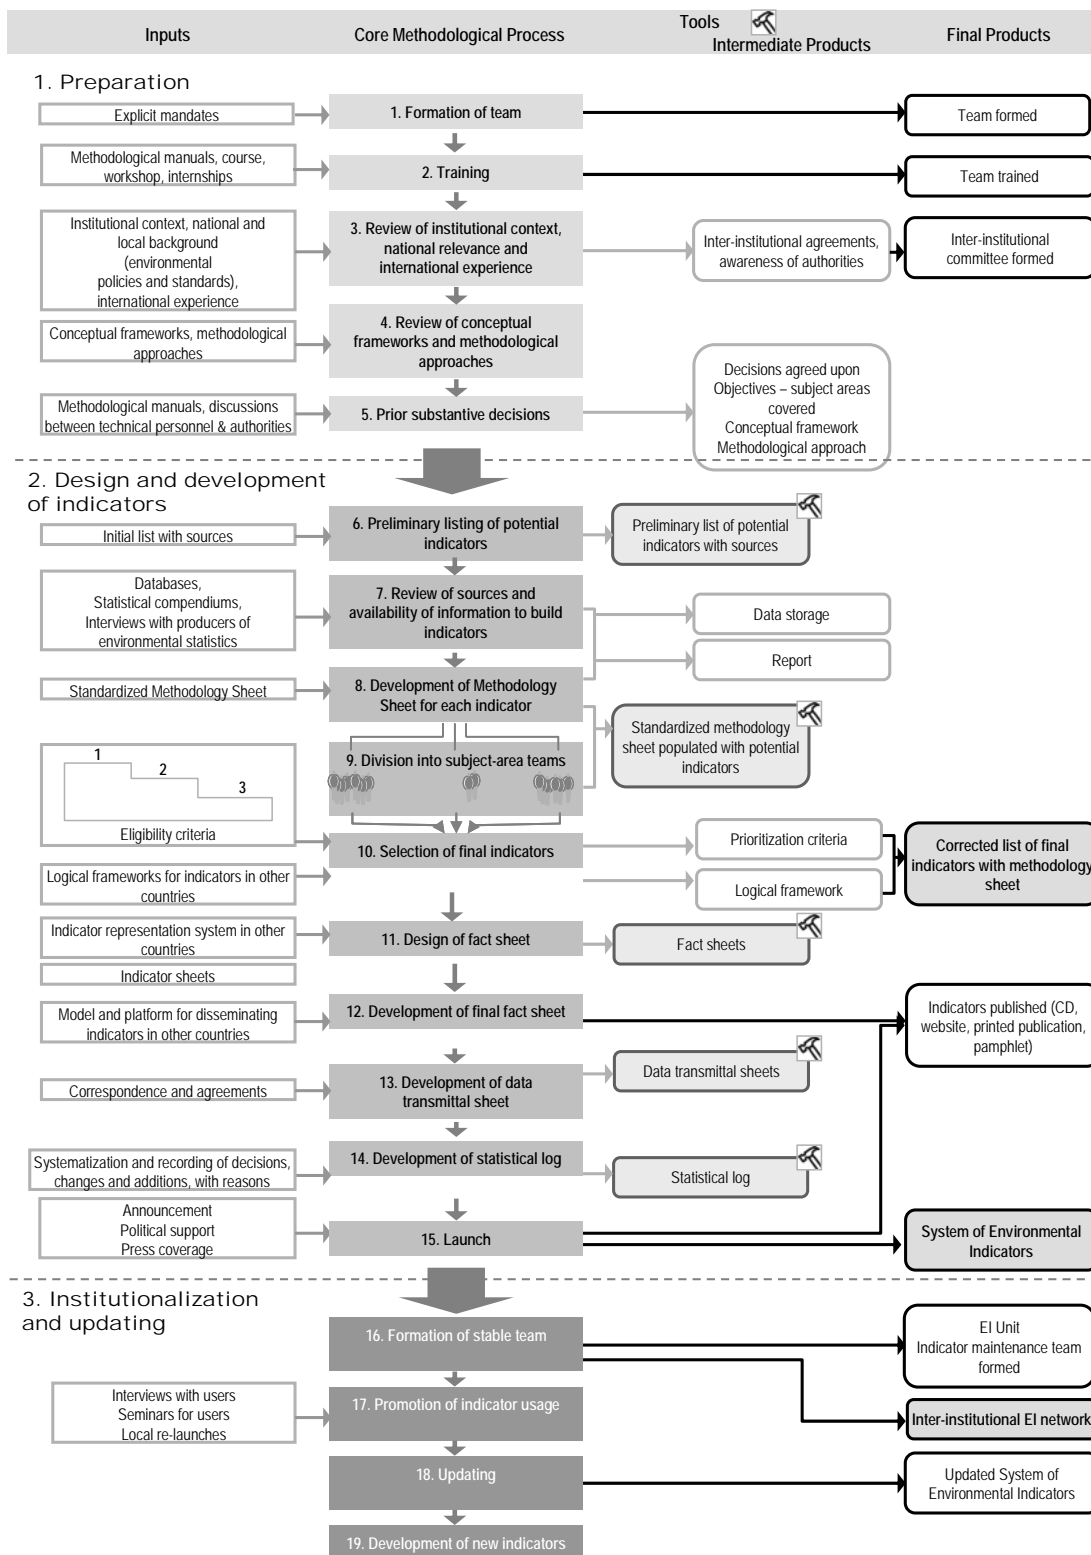 Inputs
Core Methodological Process
Tools
Intermediate Products
Final Products
1. Preparation
Explicit mandates
1. Formation of team
Team formed
Methodological manuals, course,
workshop, internships
2. Training
Team trained
Institutional context, national and
local background
(environmental
policies and standards),
international experience
3. Review of institutional context,
national relevance and
international experience
Inter-institutional agreements,
awareness of authorities
Inter-institutional
committee formed
Conceptual frameworks, methodological
approaches
4. Review of conceptual
frameworks and methodological
approaches
Methodological manuals, discussions
between technical personnel & authorities
5. Prior substantive decisions
Decisions agreed upon
Objectives – subject areas
covered
Conceptual framework
Methodological approach
2. Design and development
of indicators
Initial list with sources
6. Preliminary listing of potential
indicators
Preliminary list of potential
indicators with sources
Databases,
Statistical compendiums,
Interviews with producers of
environmental statistics
7. Review of sources and
availability of information to build
indicators
Data storage
Report
Standardized Methodology Sheet
8. Development of Methodology
Sheet for each indicator
Standardized methodology
sheet populated with potential
indicators
1
2
3
Eligibility criteria
9. Division into subject-area teams
10. Selection of final indicators
Prioritization criteria
Logical framework
Corrected list of final
indicators with methodology
sheet
Logical frameworks for indicators in other
countries
Indicator representation system in other
countries
11. Design of fact sheet
Fact sheets
Indicator sheets
Model and platform for disseminating
indicators in other countries
12. Development of final fact sheet
Indicators published (CD,
website, printed publication,
pamphlet)
Correspondence and agreements
13. Development of data
transmittal sheet
Data transmittal sheets
Systematization and recording of decisions,
changes and additions, with reasons
14. Development of statistical log
Statistical log
Announcement
Political support
Press coverage
15. Launch
System of Environmental
Indicators
3. Institutionalization
and updating
16. Formation of stable team
EI Unit
Indicator maintenance team
formed
Interviews with users
Seminars for users
Local re-launches
17. Promotion of indicator usage
Inter-institutional EI network
18. Updating
Updated System of
Environmental Indicators
19. Development of new indicators